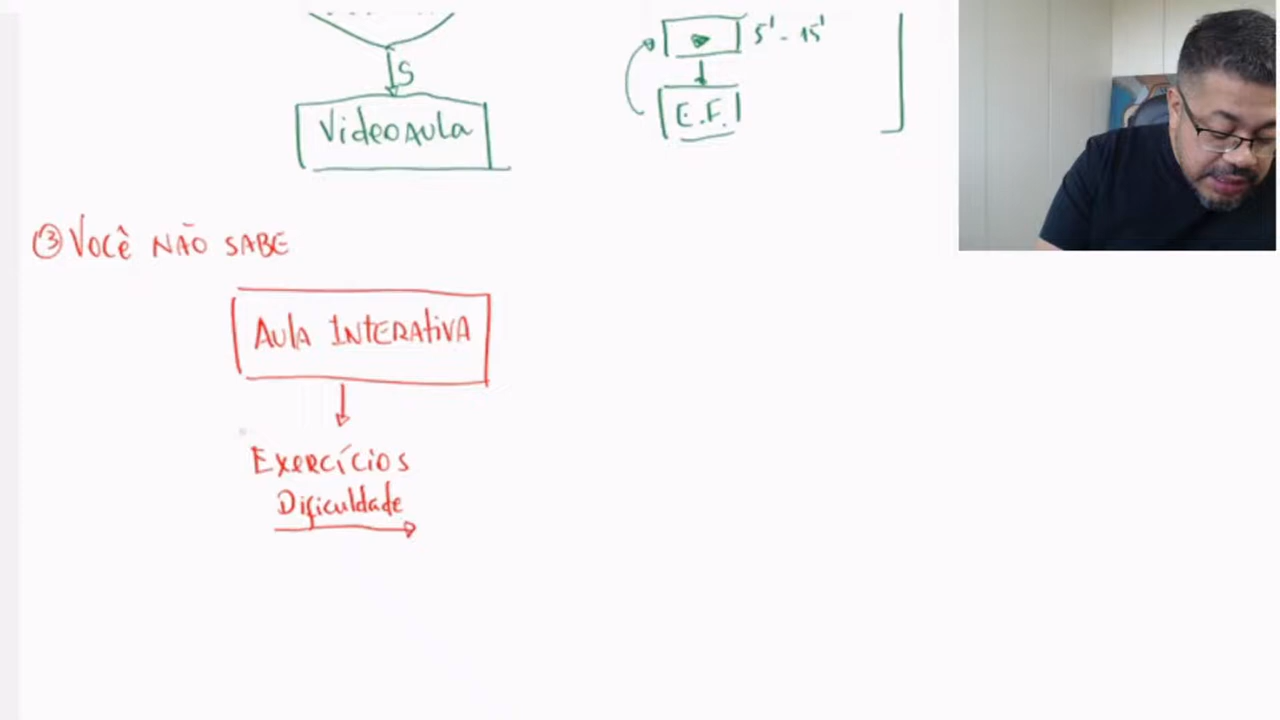 S
VideoAula
5' - 15'
E.F.
③ Você NÃO SABE
AulA INTERAtivA
Exercícios
Dificuldade